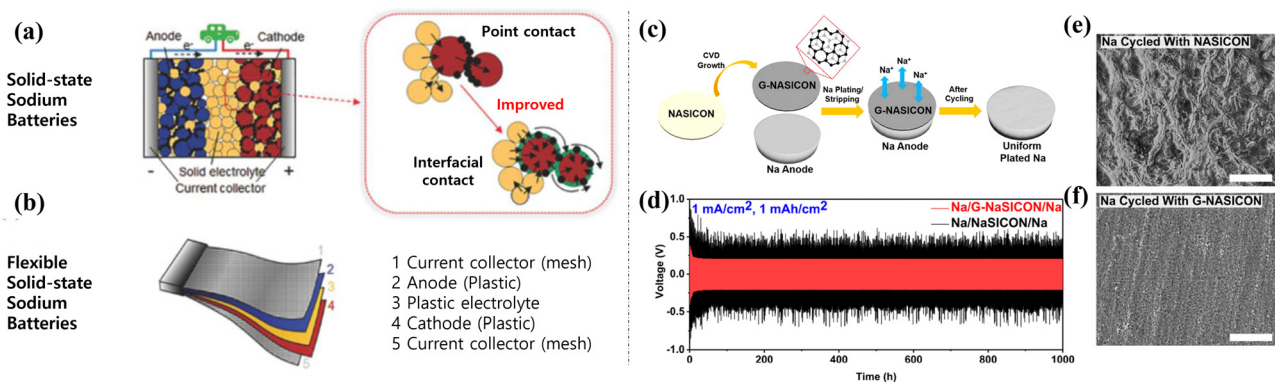 (a)
Solid-state
Sodium
Batteries
Anode
Cathode
e-
e-
Solid electrolyte
-
Current collector
+
Point contact
Improved
Interfacial
contact
(b)
Flexible
Solid-state
Sodium
Batteries
1
2
3
4
5
1 Current collector (mesh)
2 Anode (Plastic)
3 Plastic electrolyte
4 Cathode (Plastic)
5 Current collector (mesh)
(c)
CVD
Growth
NASICON
G-NASICON
Na Anode
Na Plating/
Stripping
Na⁺
Na⁺
Na⁺
G-NASICON
Na Anode
After
Cycling
Uniform
Plated Na
(d)
1 mA/cm², 1 mAh/cm²
Na/G-NaSICON/Na
Na/NaSICON/Na
Voltage (V)
1.0
0.5
0.0
-0.5
-1.0
0
200
400
600
800
1000
Time (h)
(e)
Na Cycled With NASICON
(f)
Na Cycled With G-NASICON